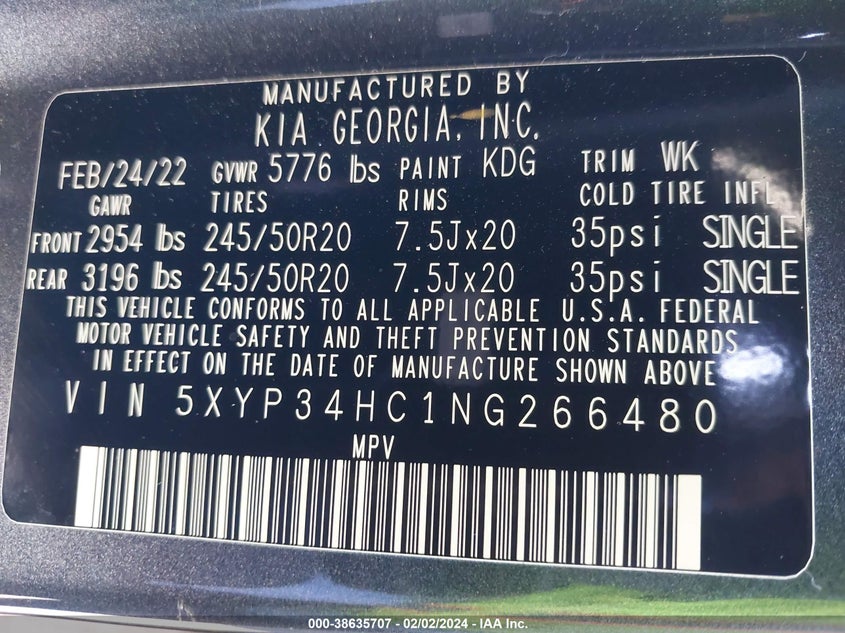 MANUFACTURED BY
KIA GEORGIA, INC.
FEB/24/22 GVWR 5776 lbs PAINT KDG TRIM WK
GAWR TIRES RIMS COLD TIRE INFL
FRONT 2954 lbs 245/50R20 7.5Jx20 35psi SINGLE
REAR 3196 lbs 245/50R20 7.5Jx20 35psi SINGLE
THIS VEHICLE CONFORMS TO ALL APPLICABLE U.S.A. FEDERAL
MOTOR VEHICLE SAFETY AND THEFT PREVENTION STANDARDS
IN EFFECT ON THE DATE OF MANUFACTURE SHOWN ABOVE
VIN 5XYP34HC1NG266480
MPV
000-38635707 - 02/02/2024 - IAA Inc.